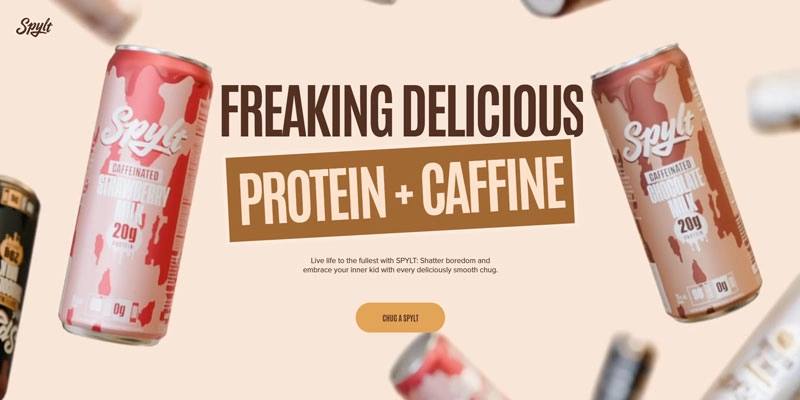 Spylt
FREAKING DELICIOUS
PROTEIN + CAFFINE
Live life to the fullest with SPYLT: Shatter boredom and
embrace your inner kid with every deliciously smooth chug.
CHUG A SPYLT
Spylt
CAFFEINATED
STRAWBERRY
MILK
20g
PROTEIN
0g
Spylt
CAFFEINATED
CHOCOLATE
MILK
20g
PROTEIN
0g